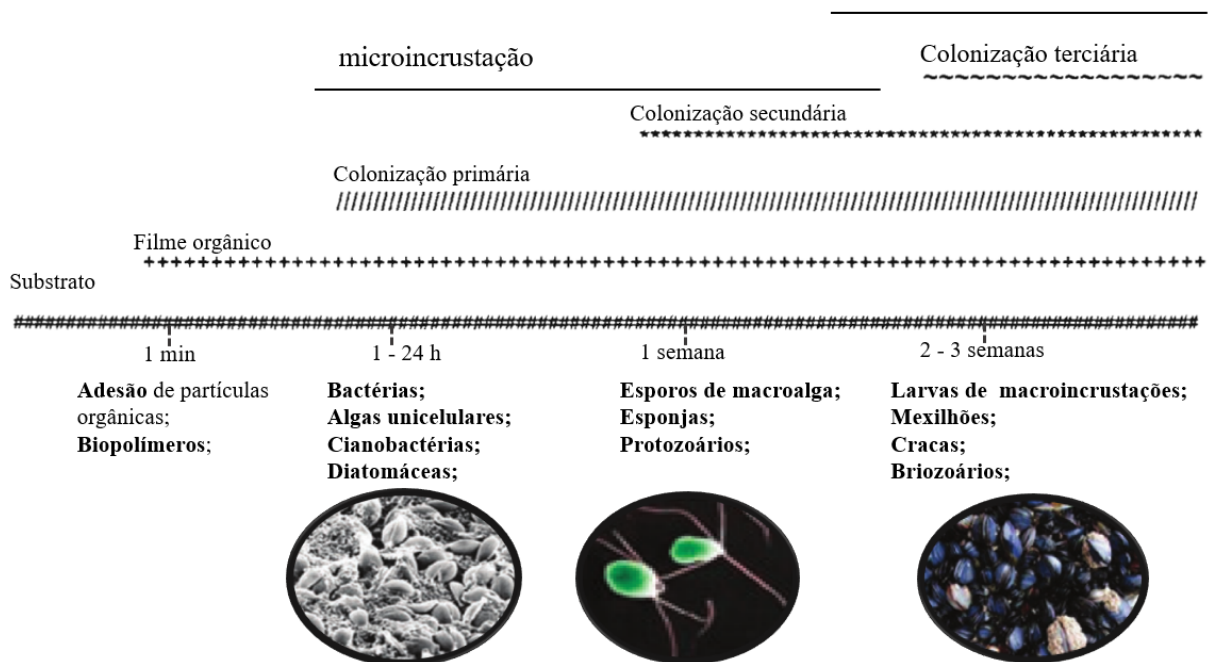 microincrustação
Colonização terciária
Colonização secundária
Colonização primária
Filme orgânico
Substrato
1 min
1 - 24 h
1 semana
2 - 3 semanas
Adesão de partículas
orgânicas;
Biopolímeros;
Bactérias;
Algas unicelulares;
Cianobactérias;
Diatomáceas;
Esporos de macroalga;
Esponjas;
Protozoários;
Larvas de macroincrustações;
Mexilhões;
Cracas;
Briozoários;